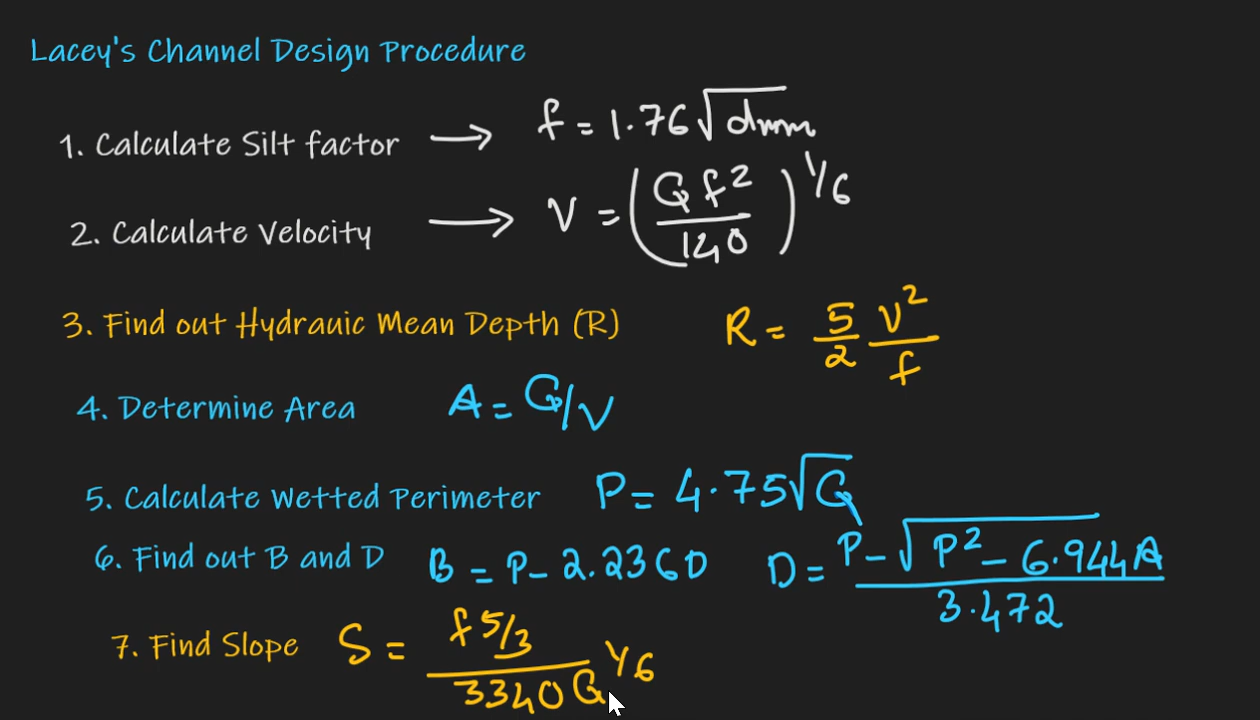 Lacey's Channel Design Procedure
1. Calculate Silt factor → f = 1.76√dmm
2. Calculate Velocity → V = (Qf²/140)^1/6
3. Find out Hydrauic Mean Depth (R) R = 5/2 V²/f
4. Determine Area A = Q/V
5. Calculate Wetted Perimeter P = 4.75√Q
6. Find out B and D B = P - 2.236D D = (P - √(P² - 6.944A))/3.472
7. Find Slope S = f^5/3/3340Q^1/6